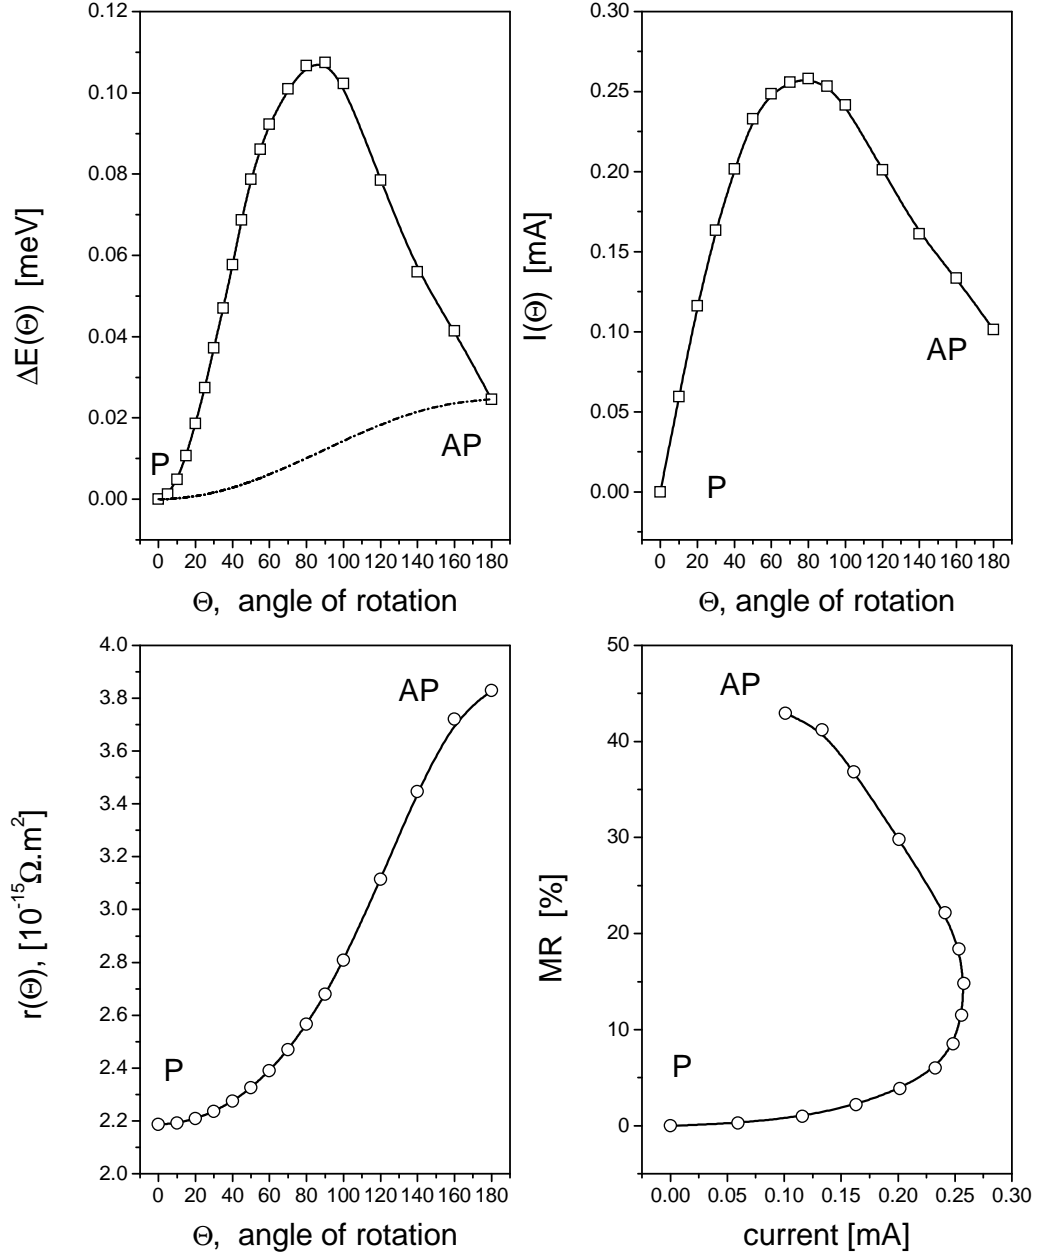 0.12
0.10
0.08
0.06
0.04
0.02
0.00
ΔE(Θ) [meV]
P
AP
0 20 40 60 80 100 120 140 160 180
Θ, angle of rotation
0.30
0.25
0.20
0.15
0.10
0.05
0.00
I(Θ) [mA]
AP
P
0 20 40 60 80 100 120 140 160 180
Θ, angle of rotation
4.0
3.8
3.6
3.4
3.2
3.0
2.8
2.6
2.4
2.2
2.0
r(Θ), [10⁻¹⁵Ω.m²]
AP
P
0 20 40 60 80 100 120 140 160 180
Θ, angle of rotation
50
40
30
20
10
0
MR [%]
AP
P
0.00 0.05 0.10 0.15 0.20 0.25 0.30
current [mA]